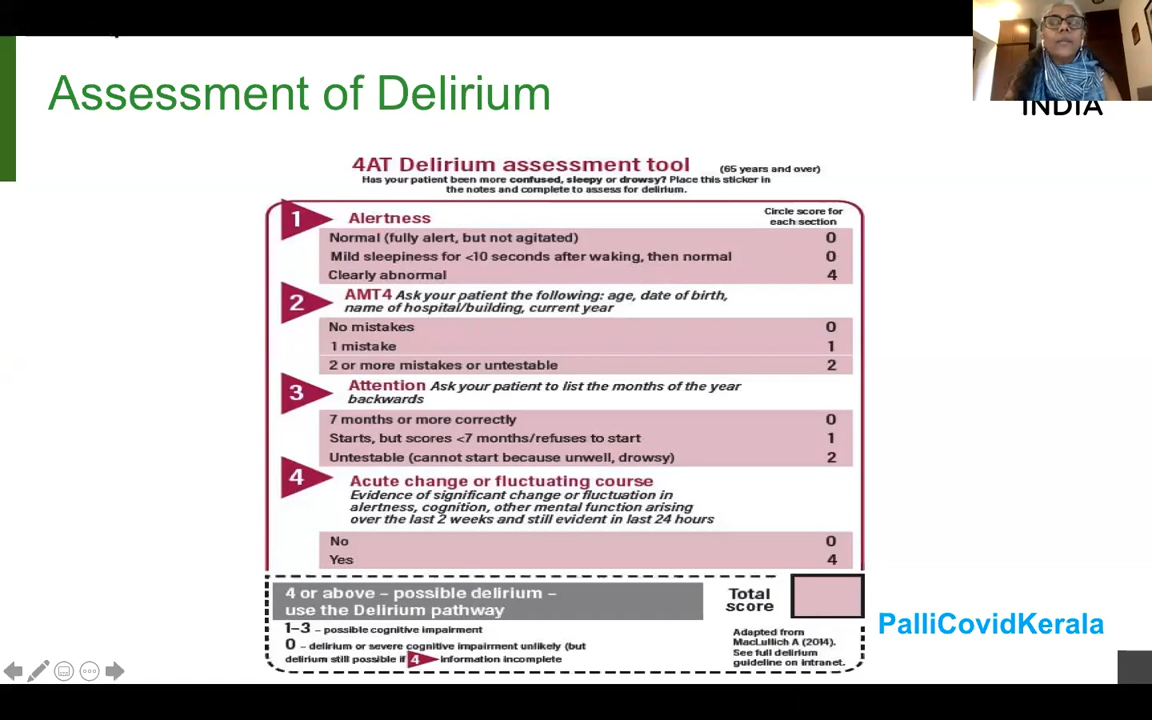 Assessment of Delirium
INDIA
4AT Delirium assessment tool (65 years and over)
Has your patient been more confused, sleepy or drowsy? Place this sticker in
the notes and complete to assess for delirium.
1 Alertness
Circle score for
each section
Normal (fully alert, but not agitated) 0
Mild sleepiness for <10 seconds after waking, then normal 0
Clearly abnormal 4
2 AMT4 Ask your patient the following: age, date of birth,
name of hospital/building, current year
No mistakes 0
1 mistake 1
2 or more mistakes or untestable 2
3 Attention Ask your patient to list the months of the year
backwards
7 months or more correctly 0
Starts, but scores <7 months/refuses to start 1
Untestable (cannot start because unwell, drowsy) 2
4 Acute change or fluctuating course
Evidence of significant change or fluctuation in
alertness, cognition, other mental function arising
over the last 2 weeks and still evident in last 24 hours
No 0
Yes 4
4 or above – possible delirium –
use the Delirium pathway
Total
score
1–3 – possible cognitive impairment
0 – delirium or severe cognitive impairment unlikely (but
delirium still possible if 4 information incomplete
Adapted from
MacLullich A (2014).
See full delirium
guideline on intranet.
PalliCovidKerala